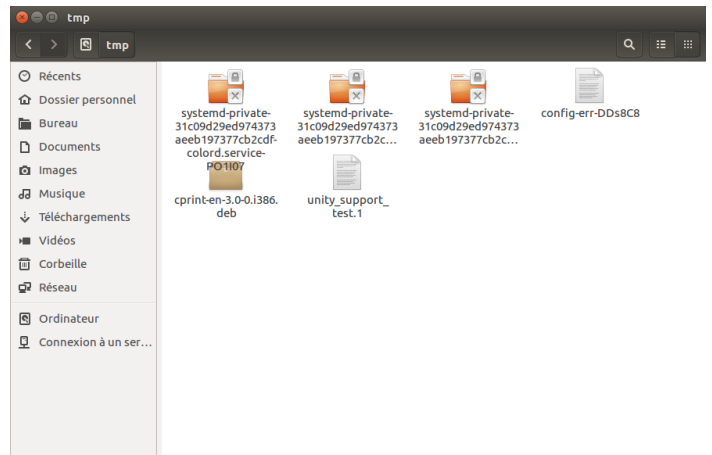 tmp
tmp
Récents
Dossier personnel
Bureau
Documents
Images
Musique
Téléchargements
Vidéos
Corbeille
Réseau
Ordinateur
Connexion à un ser...
systemd-private-
31c09d29ed974373
aeeb197377cb2cdf-
colord.service-
PO1I07
systemd-private-
31c09d29ed974373
aeeb197377cb2c...
systemd-private-
31c09d29ed974373
aeeb197377cb2c...
config-err-DDs8C8
cprint-en-3.0-0.i386.
deb
unity_support_
test.1